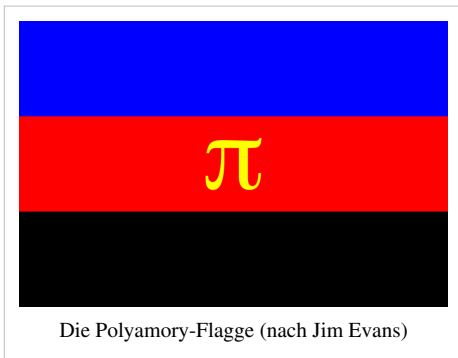 π
Die Polyamory-Flagge (nach Jim Evans)